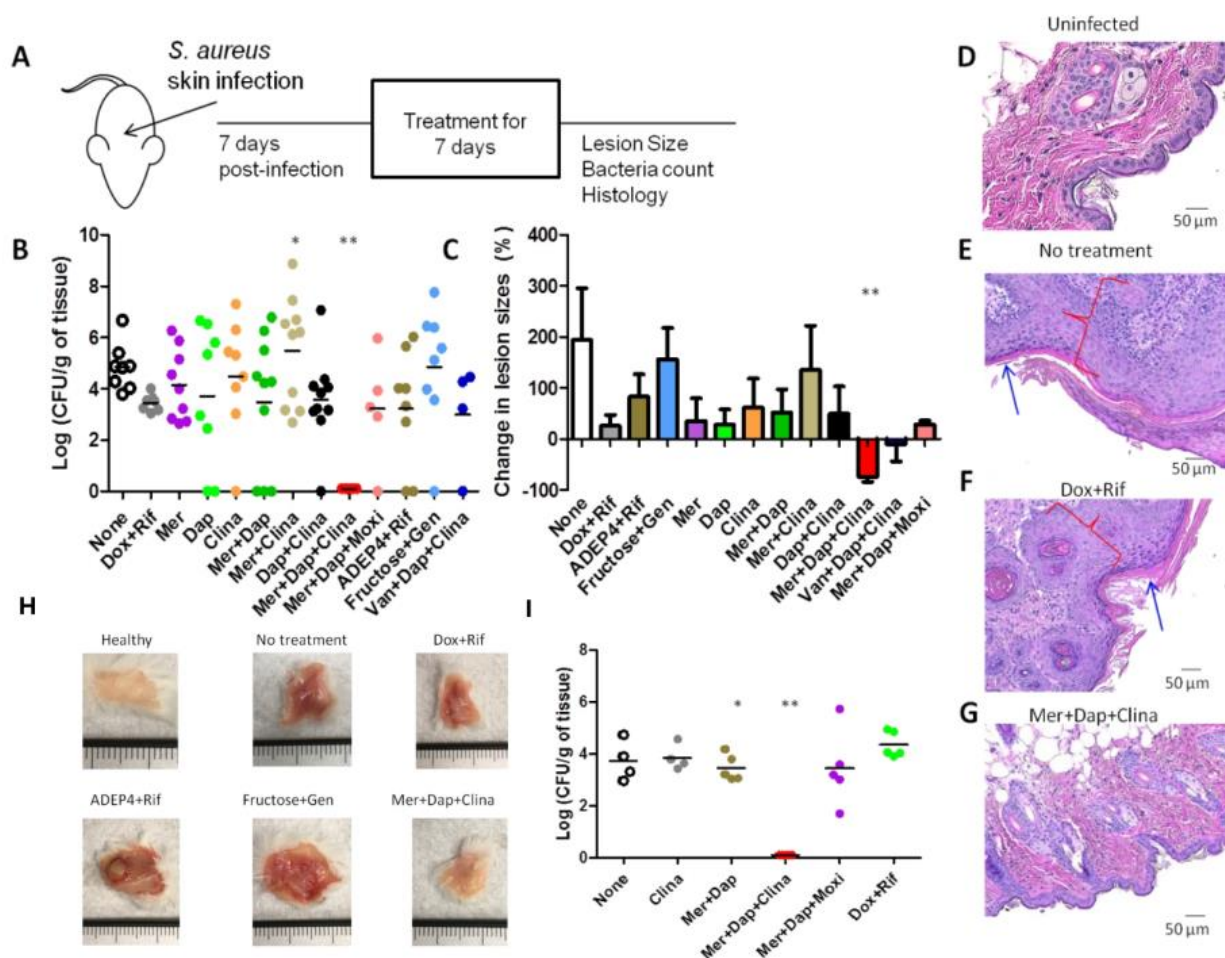 A
S. aureus
skin infection
7 days
post-infection
Treatment for
7 days
Lesion Size
Bacteria count
Histology
B
Log (CFU/g of tissue)
10
8
6
4
2
0
*
**
None
Dox+Rif
Mer
Dap
Clina
Mer+Dap
Mer+Clina
Dap+Clina
Mer+Dap+Clina
Mer+Dap+Moxi
ADEP4+Rif
Fructose+Gen
Van+Dap+Clina
C
Change in lesion sizes (%)
400
300
200
100
0
-100
**
None
Dox+Rif
ADEP4+Rif
Fructose+Gen
Mer
Dap
Clina
Mer+Dap
Mer+Clina
Dap+Clina
Mer+Dap+Clina
Van+Dap+Clina
Mer+Dap+Moxi
Uninfected
D
50 µm
No treatment
E
50 µm
Dox+Rif
F
50 µm
Mer+Dap+Clina
G
50 µm
H
Healthy
No treatment
Dox+Rif
ADEP4+Rif
Fructose+Gen
Mer+Dap+Clina
I
Log (CFU/g of tissue)
8
6
4
2
0
*
**
None
Clina
Mer+Dap
Mer+Dap+Clina
Mer+Dap+Moxi
Dox+Rif